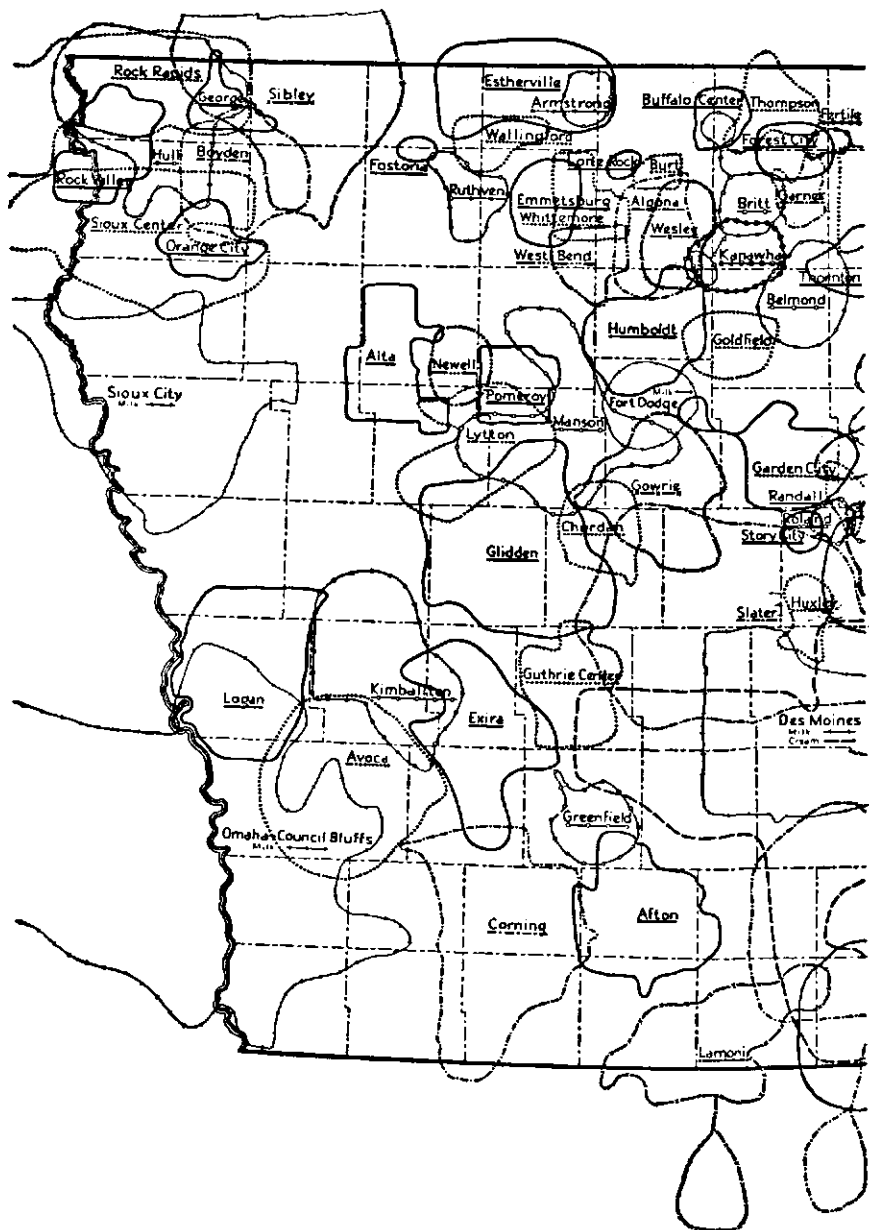 Rock Rapids
George
Sibley
Estherville
Armstrong
Buffalo Center
Thompson
Fertile
Wallingford
Forest City
Hull
Boyden
Fostoria
Lone Rock
Burt
Rock Valley
Ruthven
Emmetsburg
Algona
Britt
Garner
Whittemore
Sioux Center
Wesley
Orange City
West Bend
Kanawha
Thornton
Belmond
Humboldt
Goldfield
Alta
Newell
Sioux City
Milk
Pomeroy
Milk
Fort Dodge
Manson
Lytton
Garden City
Gowrie
Randall
Roland
Churdan
Story City
Glidden
Slater
Huxley
Guthrie Center
Kimballton
Logan
Exira
Des Moines
Milk
Cream
Avoca
Greenfield
Omaha-Council Bluffs
Milk
Corning
Afton
Lamoni